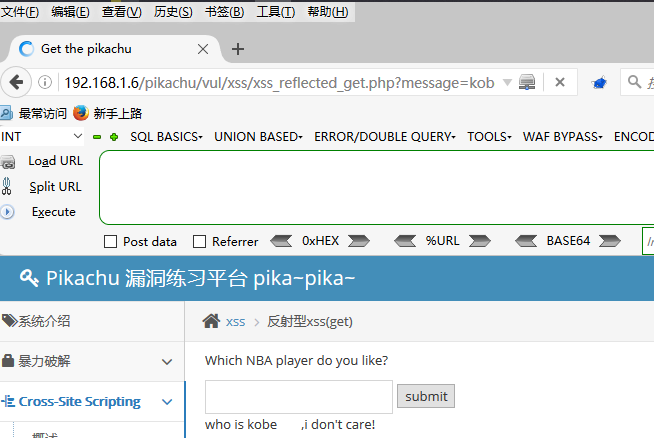 文件(F) 编辑(E) 查看(V) 历史(S) 书签(B) 工具(T) 帮助(H)
Get the pikachu
192.168.1.6/pikachu/vul/xss/xss_reflected_get.php?message=kob
最常访问 新手上路
INT SQL BASICS UNION BASED ERROR/DOUBLE QUERY TOOLS WAF BYPASS ENCOD
Load URL
Split URL
Execute
Post data Referrer 0xHEX %URL BASE64
Pikachu 漏洞练习平台 pika~pika~
系统介绍
xss 反射型xss(get)
暴力破解
Which NBA player do you like?
Cross-Site Scripting
submit
who is kobe ,i don't care!
概述